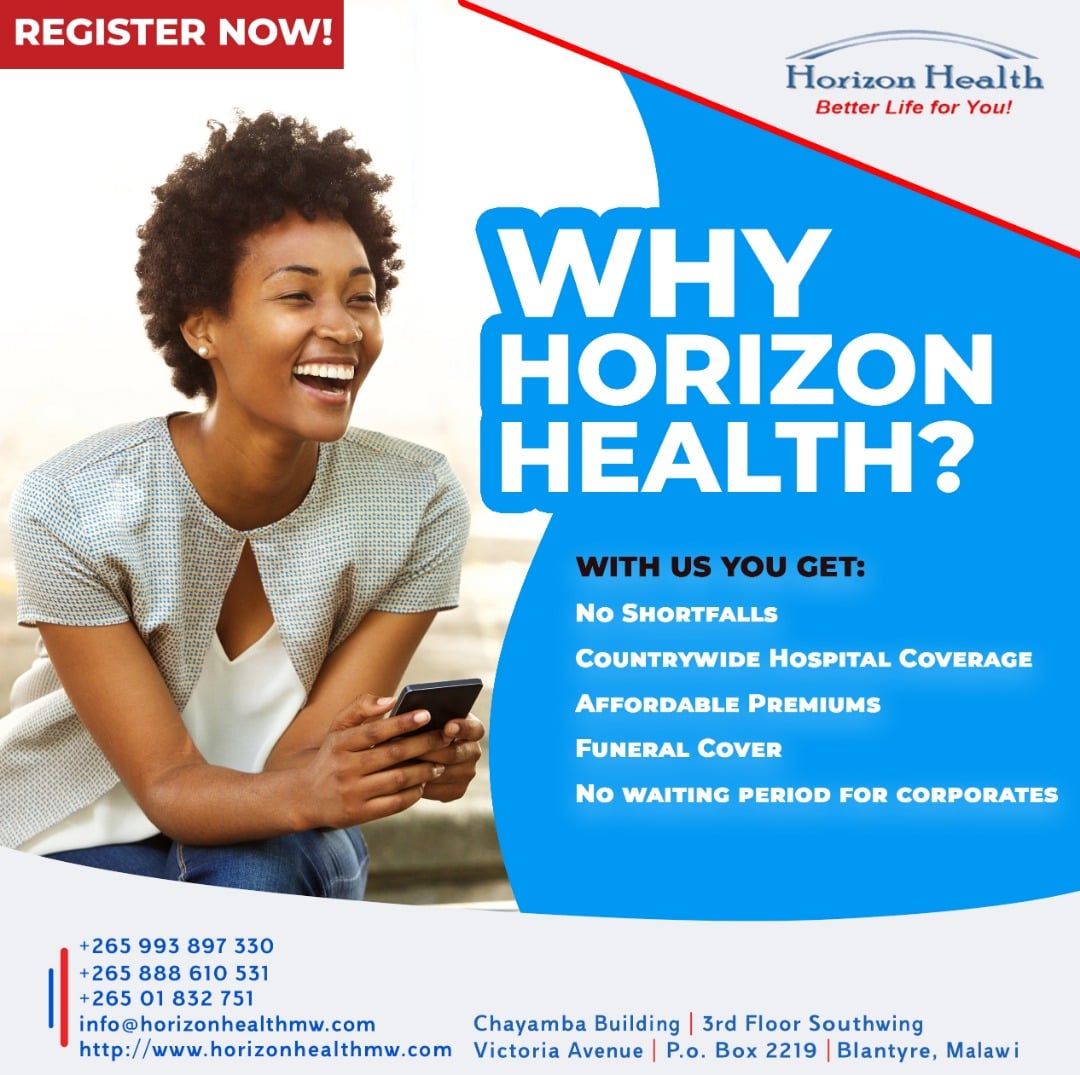 REGISTER NOW!
Horizon Health
Better Life for You!
WHY
HORIZON
HEALTH?
WITH US YOU GET:
No Shortfalls
Countrywide Hospital Coverage
Affordable Premiums
Funeral Cover
No waiting period for corporates
+265 993 897 330
+265 888 610 531
+265 01 832 751
info@horizonhealthmw.com
http://www.horizonhealthmw.com
Chayamba Building | 3rd Floor Southwing
Victoria Avenue | P.o. Box 2219 | Blantyre, Malawi